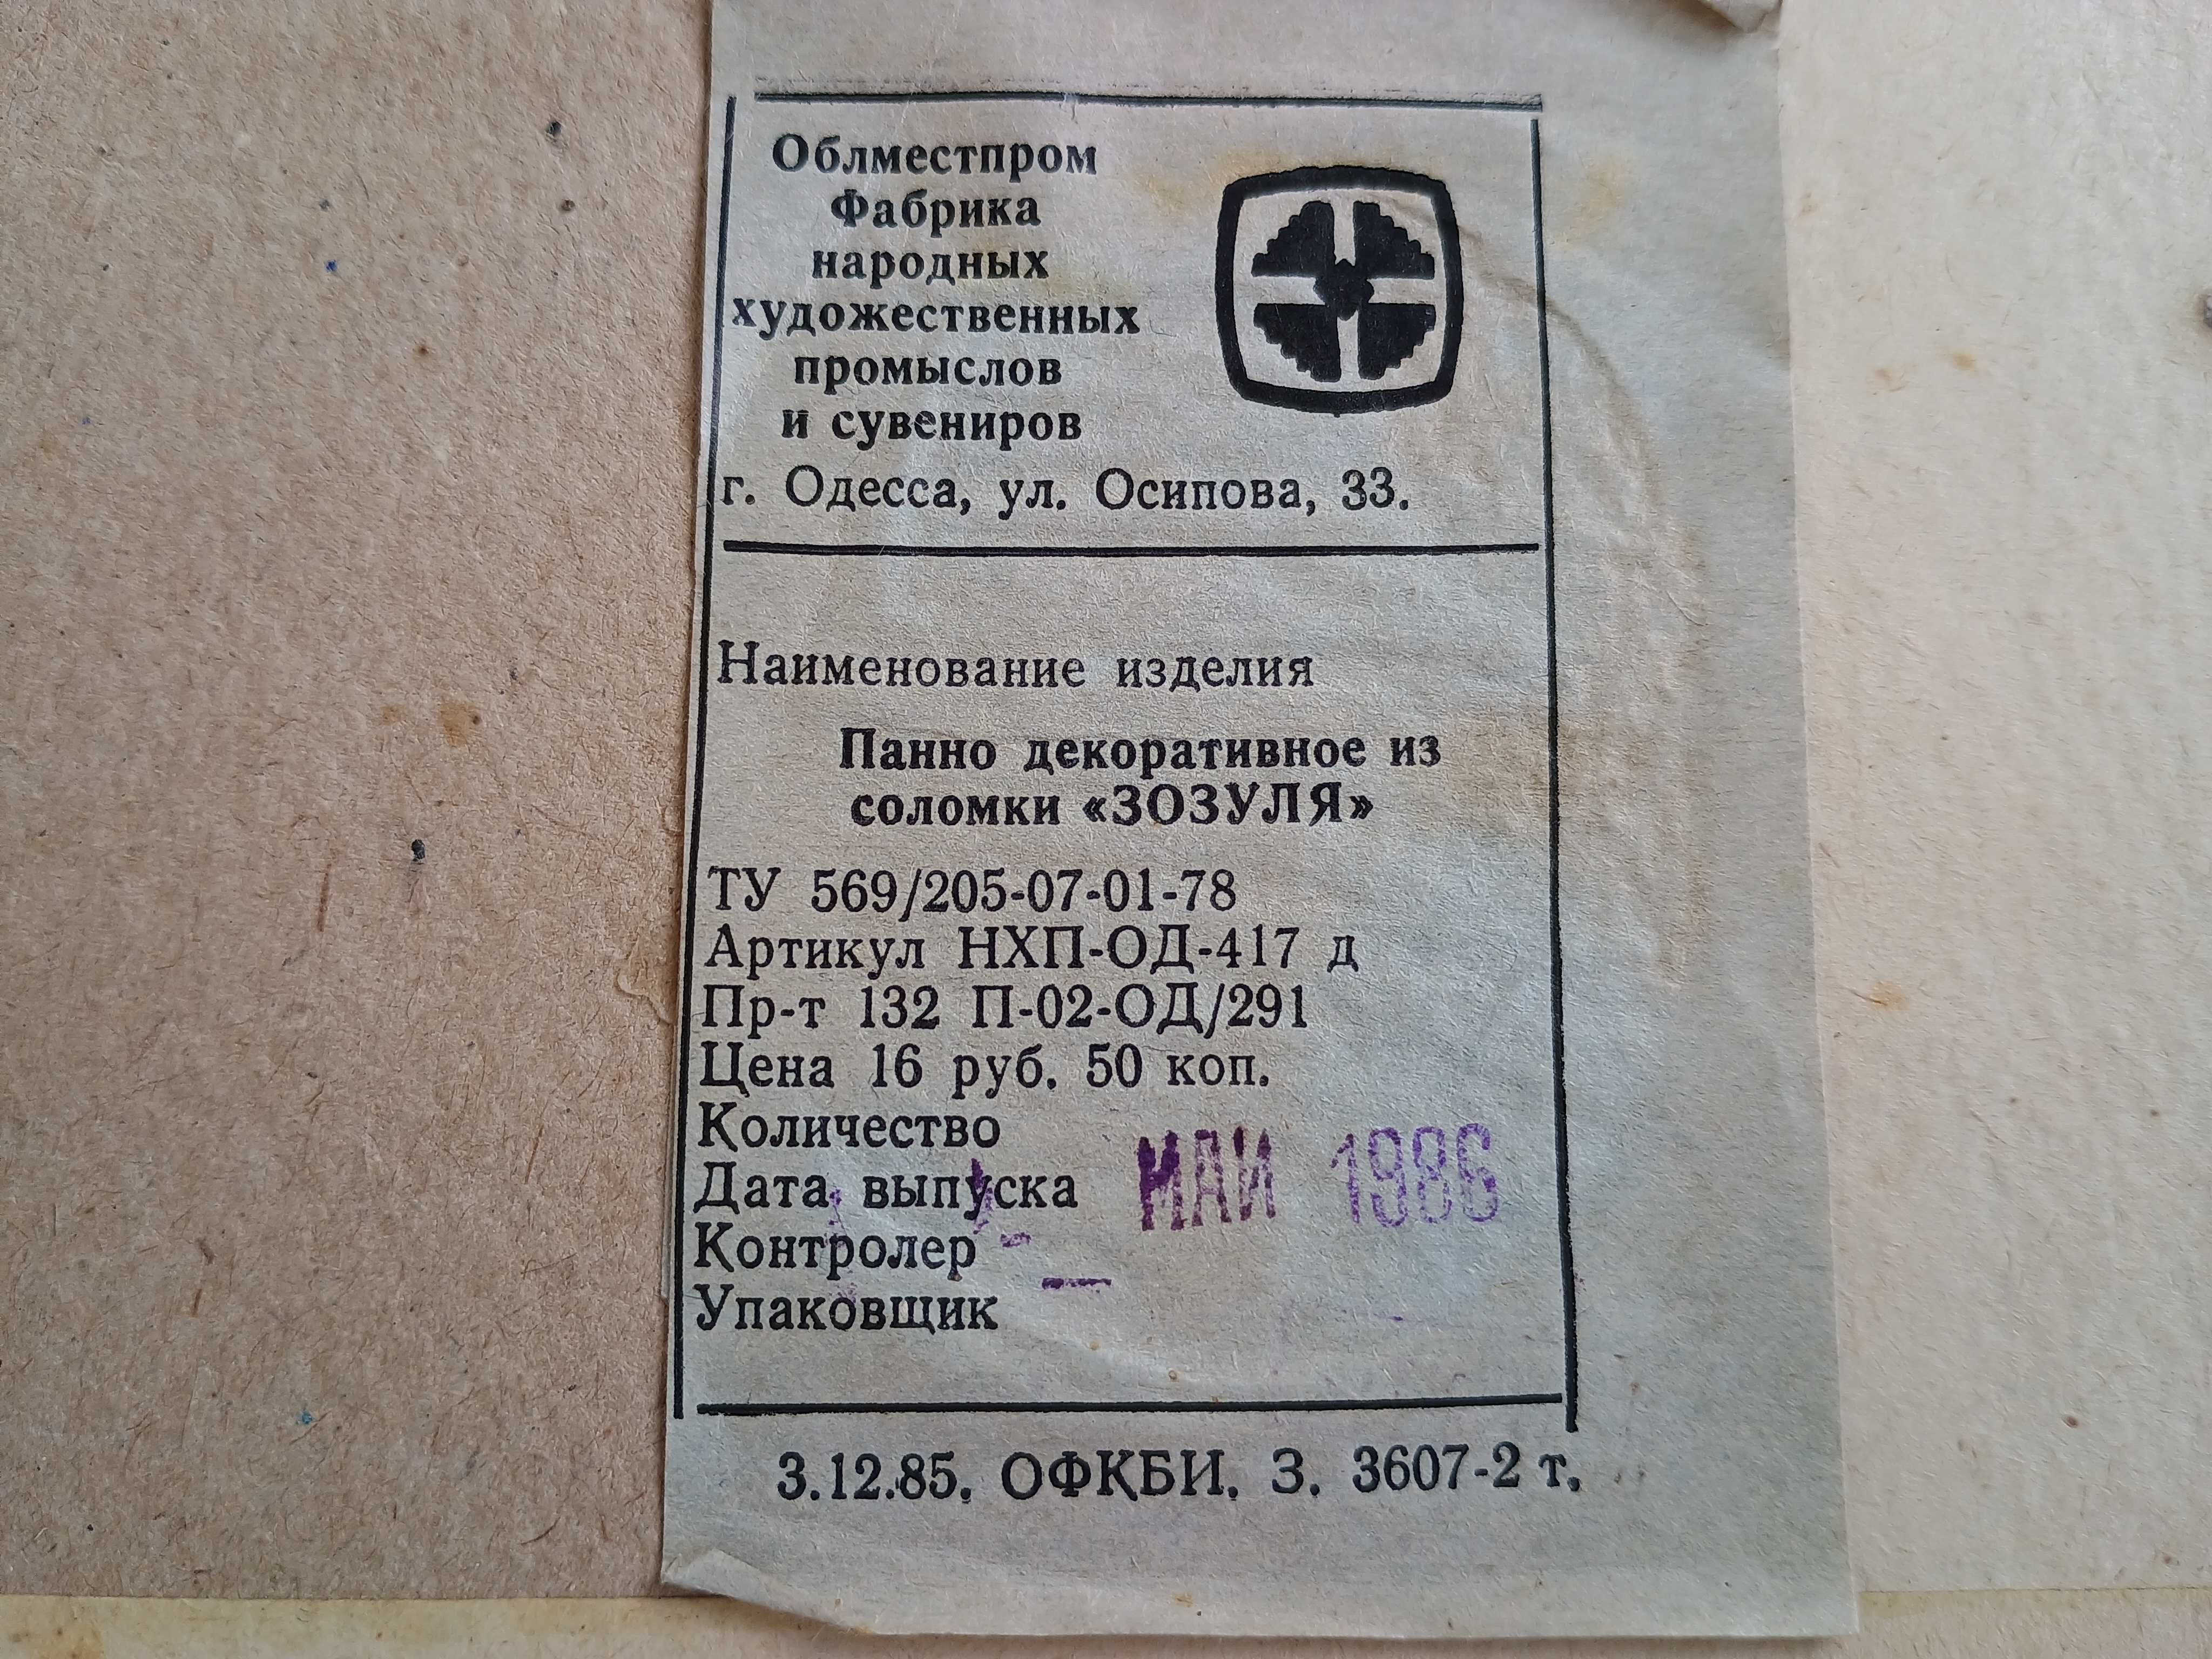 Облместпром
Фабрика
народных
художественных
промыслов
и сувениров
г. Одесса, ул. Осипова, 33.
Наименование изделия
Панно декоративное из
соломки «ЗОЗУЛЯ»
ТУ 569/205-07-01-78
Артикул НХП-ОД-417 д
Пр-т 132 П-02-ОД/291
Цена 16 руб. 50 коп.
Количество
Дата выпуска МАЙ 1986
Контролер
Упаковщик
3.12.85. ОФКБИ. З. 3607-2 т.